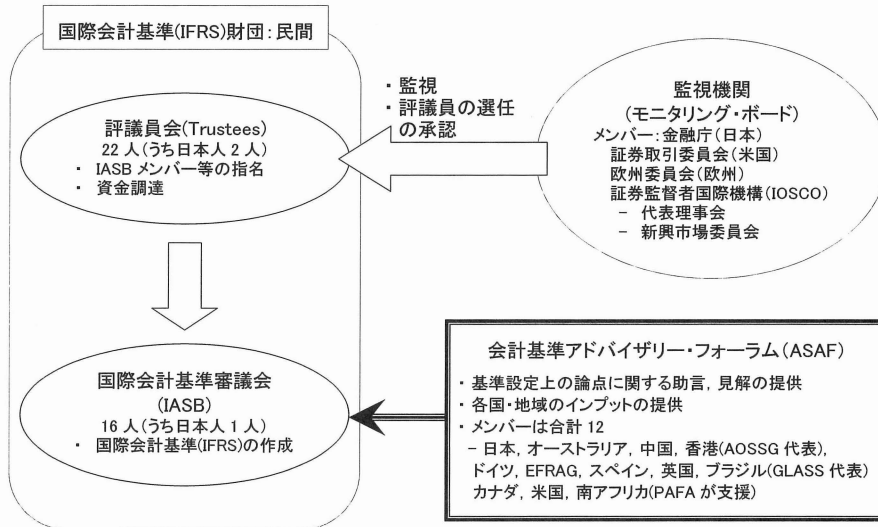 国際会計基準(IFRS)財団:民間
評議員会(Trustees)
22人(うち日本人2人)
・ IASBメンバー等の指名
・ 資金調達
・ 監視
・ 評議員の選任
の承認
監視機関
(モニタリング・ボード)
メンバー:金融庁(日本)
証券取引委員会(米国)
欧州委員会(欧州)
証券監督者国際機構(IOSCO)
− 代表理事会
− 新興市場委員会
国際会計基準審議会
(IASB)
16人(うち日本人1人)
・ 国際会計基準(IFRS)の作成
会計基準アドバイザリー・フォーラム(ASAF)
・ 基準設定上の論点に関する助言, 見解の提供
・ 各国・地域のインプットの提供
・ メンバーは合計12
− 日本, オーストラリア, 中国, 香港(AOSSG代表),
ドイツ, EFRAG, スペイン, 英国, ブラジル(GLASS代表)
カナダ, 米国, 南アフリカ(PAFAが支援)